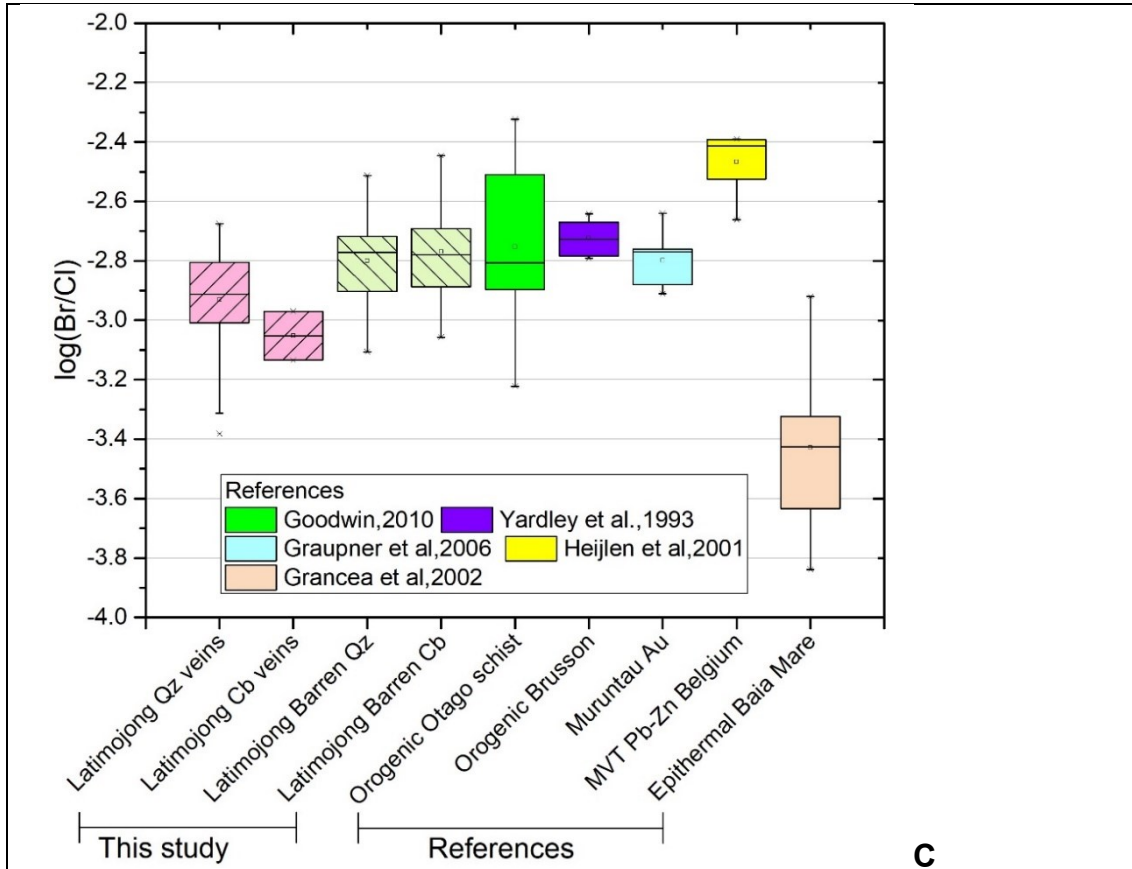 -2.0
-2.2
-2.4
-2.6
-2.8
-3.0
-3.2
-3.4
-3.6
-3.8
-4.0
log(Br/Cl)
References
Goodwin,2010 Yardley et al.,1993
Graupner et al,2006 Heijlen et al,2001
Grancea et al,2002
Latimojong Qz veins
Latimojong Cb veins
Latimojong Barren Qz
Latimojong Barren Cb
Orogenic Otago schist
Orogenic Brusson
Muruntau Au
MVT Pb-Zn Belgium
Epithermal Baia Mare
This study References
C